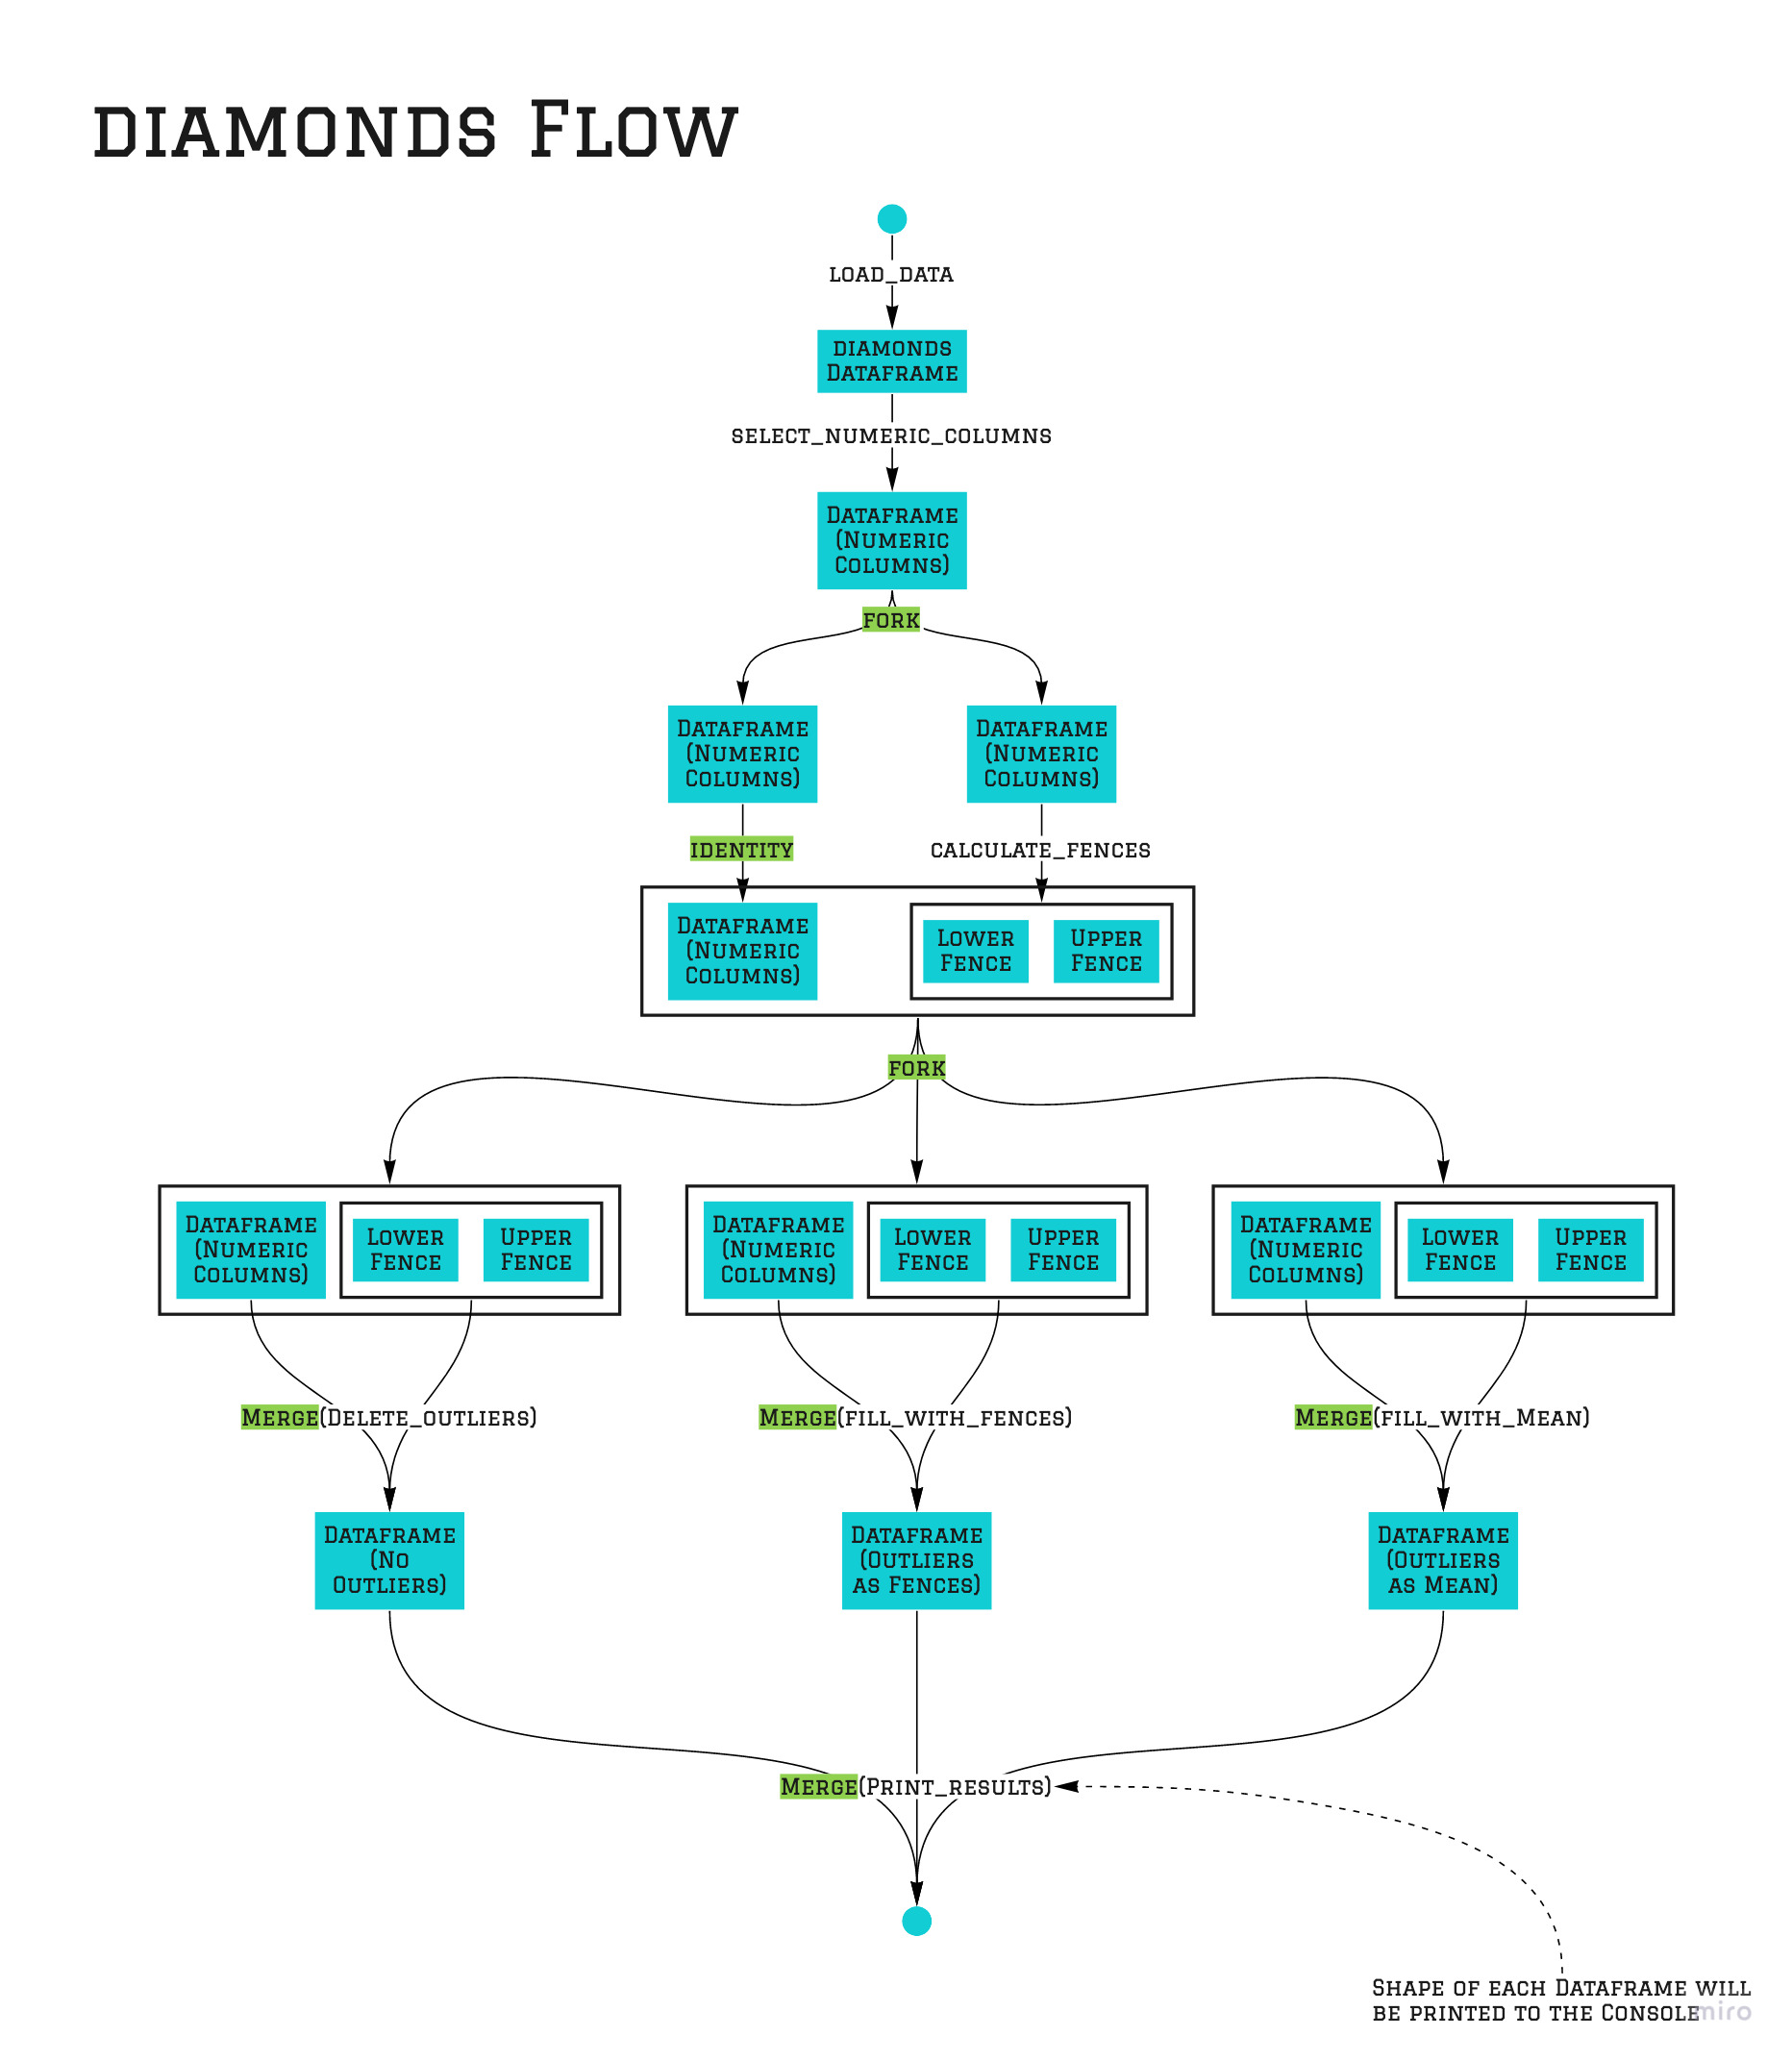 diamonds Flow
load_data
diamonds
Dataframe
select_numeric_columns
Dataframe
(Numeric
Columns)
fork
Dataframe
(Numeric
Columns)
Dataframe
(Numeric
Columns)
identity
calculate_fences
Dataframe
(Numeric
Columns)
Lower
Fence
Upper
Fence
fork
Dataframe
(Numeric
Columns)
Lower
Fence
Upper
Fence
Dataframe
(Numeric
Columns)
Lower
Fence
Upper
Fence
Dataframe
(Numeric
Columns)
Lower
Fence
Upper
Fence
Merge(Delete_outliers)
Merge(fill_with_fences)
Merge(fill_with_Mean)
Dataframe
(No
Outliers)
Dataframe
(Outliers
as Fences)
Dataframe
(Outliers
as Mean)
Merge(Print_results)
Shape of each Dataframe will
be printed to the Console
miro